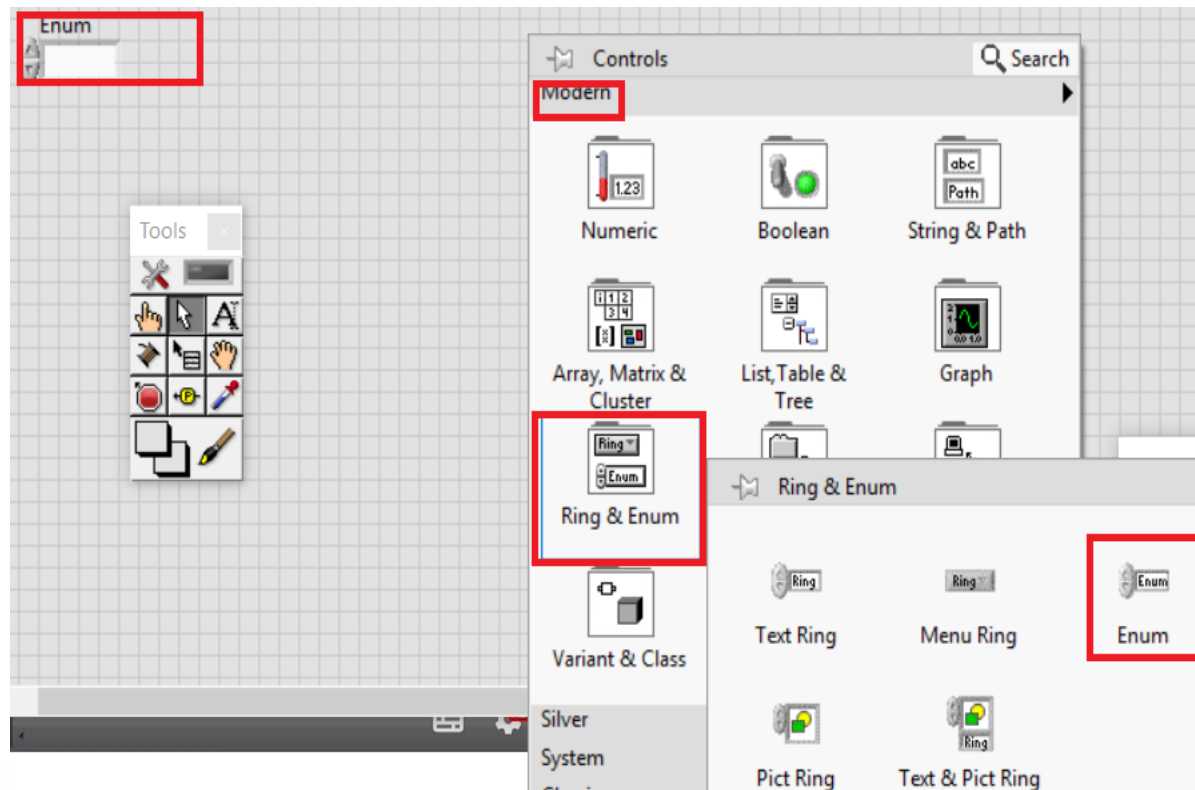 Enum
Controls
Search
Modern
1.23
abc
Path
Numeric
Boolean
String & Path
Tools
Array, Matrix &
Cluster
List,Table &
Tree
Graph
Ring
Enum
Ring & Enum
Ring & Enum
Ring
Ring
Enum
Text Ring
Menu Ring
Enum
Variant & Class
Silver
System
Ring
Pict Ring
Text & Pict Ring